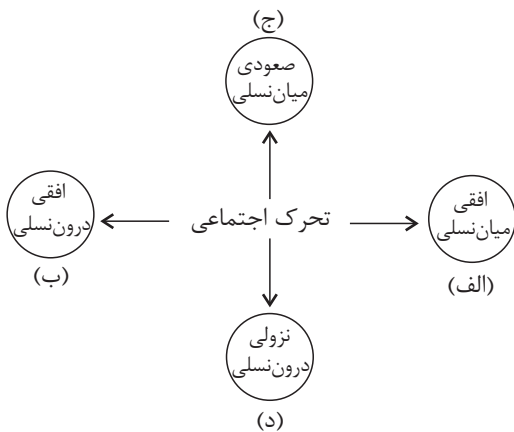 (ج)
صعودی
میان‌نسلی
افقی
میان‌نسلی
(الف)
تحرک اجتماعی
افقی
درون‌نسلی
(ب)
نزولی
درون‌نسلی
(د)